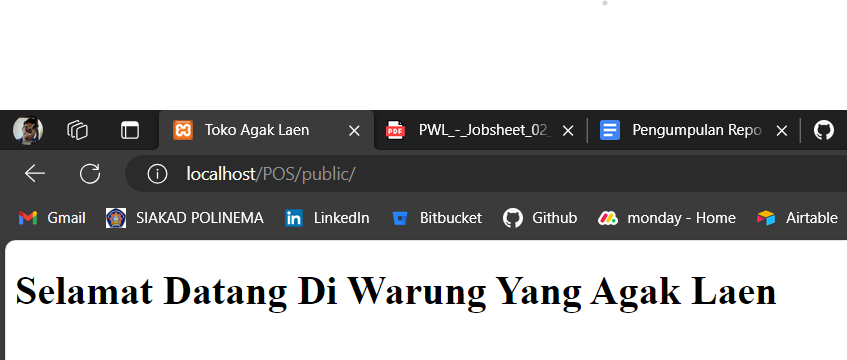 Toko Agak Laen
PWL_-_Jobsheet_02_
Pengumpulan Repo
localhost/POS/public/
Gmail
SIAKAD POLINEMA
LinkedIn
Bitbucket
Github
monday - Home
Airtable
Selamat Datang Di Warung Yang Agak Laen